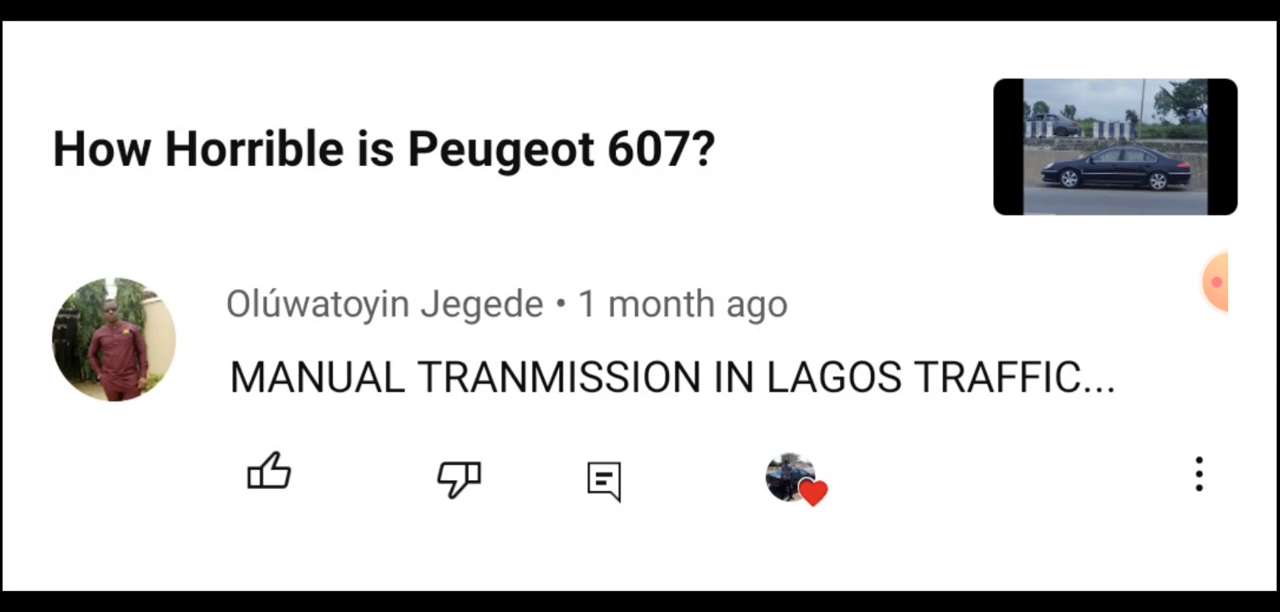 How Horrible is Peugeot 607?
Olúwatoyin Jegede • 1 month ago
MANUAL TRANMISSION IN LAGOS TRAFFIC...